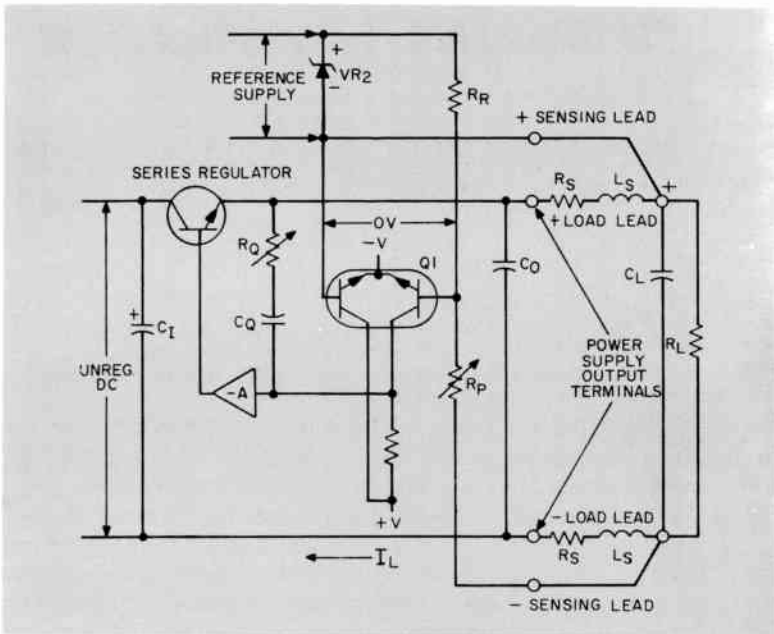 REFERENCE
SUPPLY
+
VR2
-
RR
+ SENSING LEAD
SERIES REGULATOR
RS
LS
+
+LOAD LEAD
RQ
0V
-V
Q1
CO
CL
+
CI
CQ
RL
UNREG.
DC
-A
RP
POWER
SUPPLY
OUTPUT
TERMINALS
+V
-LOAD LEAD
IL
RS
LS
- SENSING LEAD